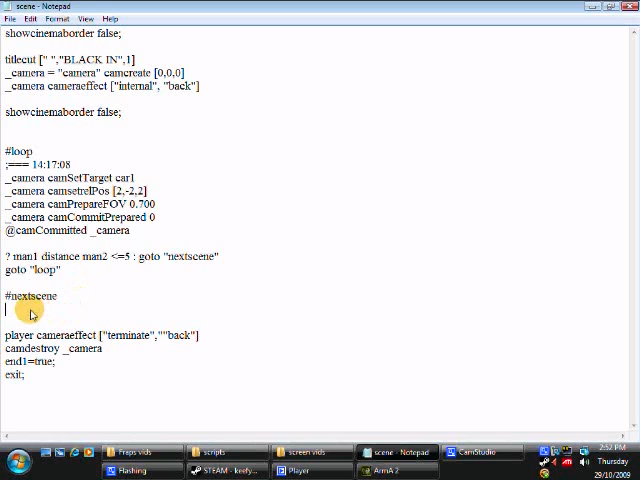 scene - Notepad
File Edit Format View Help
showcinemaborder false;
titlecut [" ","BLACK IN",1]
_camera = "camera" camcreate [0,0,0]
_camera cameraeffect ["internal", "back"]
showcinemaborder false;
#loop
;=== 14:17:08
_camera camSetTarget car1
_camera camsetrelPos [2,-2,2]
_camera camPrepareFOV 0.700
_camera camCommitPrepared 0
@camCommitted _camera
? man1 distance man2 <=5 : goto "nextscene"
goto "loop"
#nextscene
player cameraeffect ["terminate",""back"]
camdestroy _camera
end1=true;
exit;
Fraps vids
scripts
screen vids
scene - Notepad
CamStudio
2:52 PM
Flashing
STEAM - keefy...
Player
ArmA 2
Thursday
29/10/2009